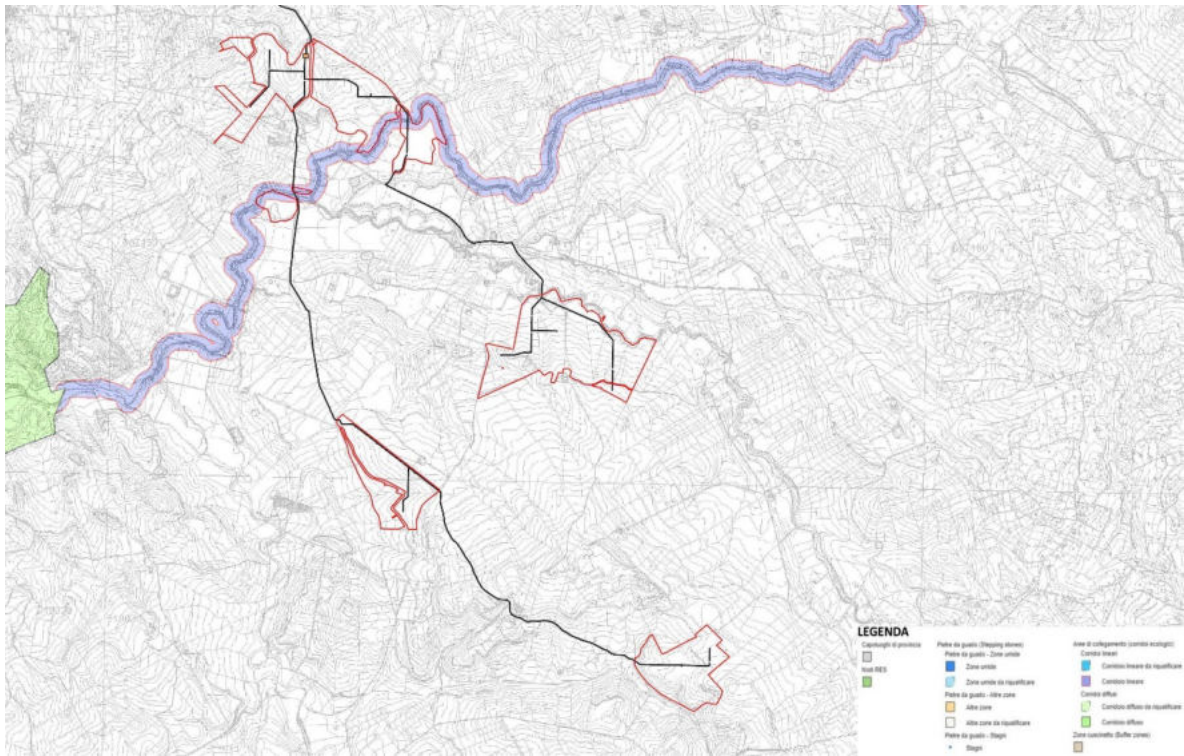 LEGENDA
Capoluoghi di provincia
Nodi RES
Pietre da guado (Stepping stones)
Pietre da guado - Zone umide
Zone umide
Zone umide da riqualificare
Pietre da guado - Altre zone
Altre zone
Altre zone da riqualificare
Pietre da guado - Stagni
Stagni
Aree di collegamento (corridoi ecologici)
Corridoi lineari
Corridoio lineare da riqualificare
Corridoio lineare
Corridoi diffusi
Corridoio diffuso da riqualificare
Corridoio diffuso
Zone cuscinetto (Buffer zones)